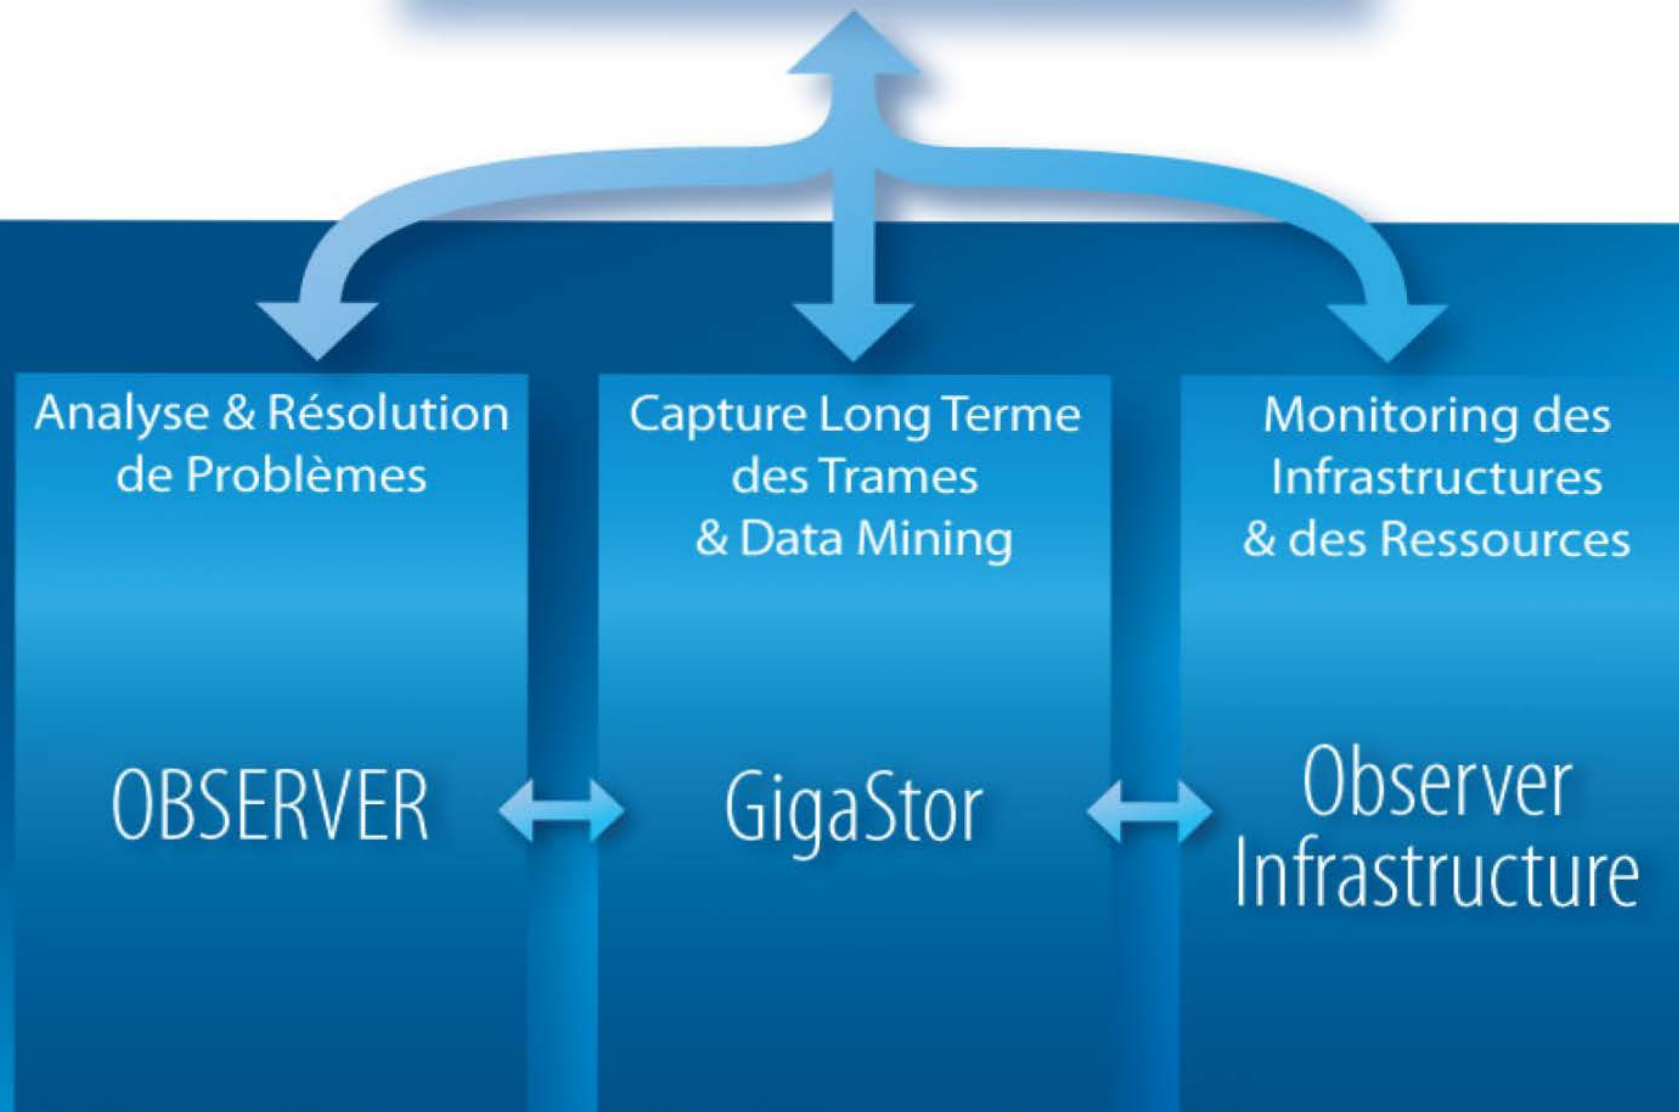 Analyse & Résolution
de Problèmes
OBSERVER
Capture Long Terme
des Trames
& Data Mining
GigaStor
Monitoring des
Infrastructures
& des Ressources
Observer
Infrastructure